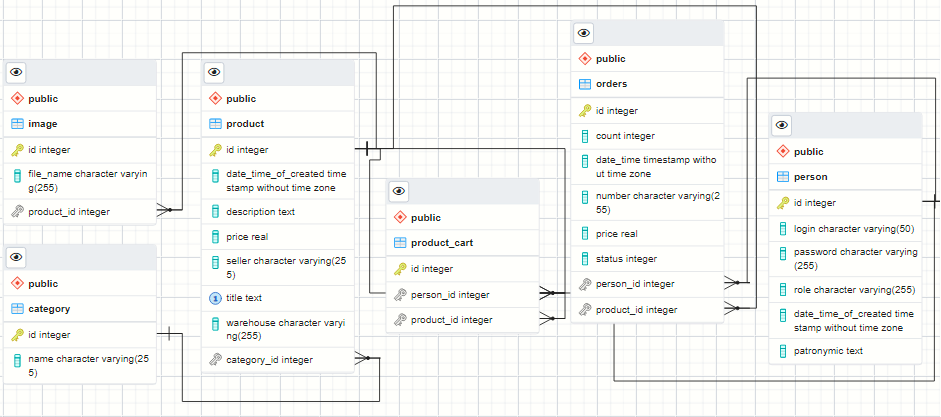 public
image
id integer
file_name character varyin
g(255)
product_id integer
public
category
id integer
name character varying(25
5)
public
product
id integer
date_time_of_created time
stamp without time zone
description text
price real
seller character varying(25
5)
1 title text
warehouse character varyi
ng(255)
category_id integer
public
product_cart
id integer
person_id integer
product_id integer
public
orders
id integer
count integer
date_time timestamp witho
ut time zone
number character varying(2
55)
price real
status integer
person_id integer
product_id integer
public
person
id integer
login character varying(50)
password character varying
(255)
role character varying(255)
date_time_of_created time
stamp without time zone
patronymic text